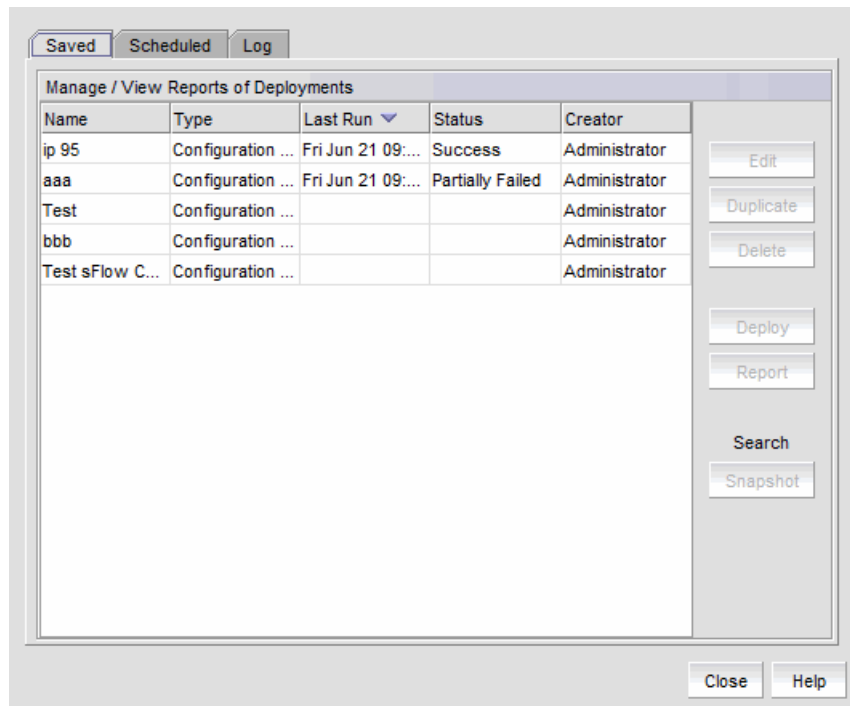 Saved Scheduled Log
Manage / View Reports of Deployments
Name Type Last Run Status Creator
ip 95 Configuration ... Fri Jun 21 09:... Success Administrator
aaa Configuration ... Fri Jun 21 09:... Partially Failed Administrator
Test Configuration ... Administrator
bbb Configuration ... Administrator
Test sFlow C... Configuration ... Administrator
Edit
Duplicate
Delete
Deploy
Report
Search
Snapshot
Close Help